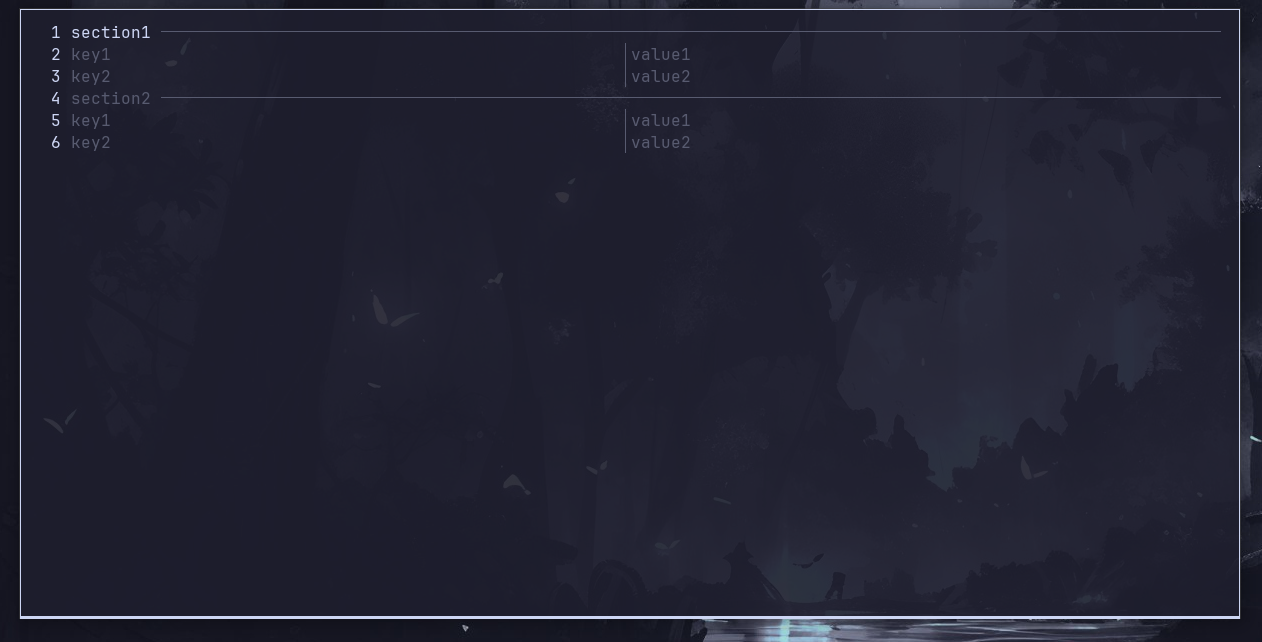 1 section1
2 key1 value1
3 key2 value2
4 section2
5 key1 value1
6 key2 value2